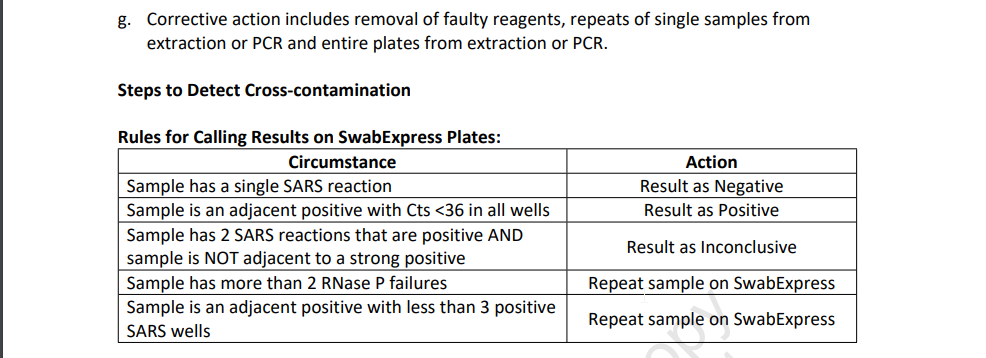 g. Corrective action includes removal of faulty reagents, repeats of single samples from
extraction or PCR and entire plates from extraction or PCR.
Steps to Detect Cross-contamination
Rules for Calling Results on SwabExpress Plates:
Circumstance Action
Sample has a single SARS reaction Result as Negative
Sample is an adjacent positive with Cts <36 in all wells Result as Positive
Sample has 2 SARS reactions that are positive AND
sample is NOT adjacent to a strong positive Result as Inconclusive
Sample has more than 2 RNase P failures Repeat sample on SwabExpress
Sample is an adjacent positive with less than 3 positive
SARS wells Repeat sample on SwabExpress